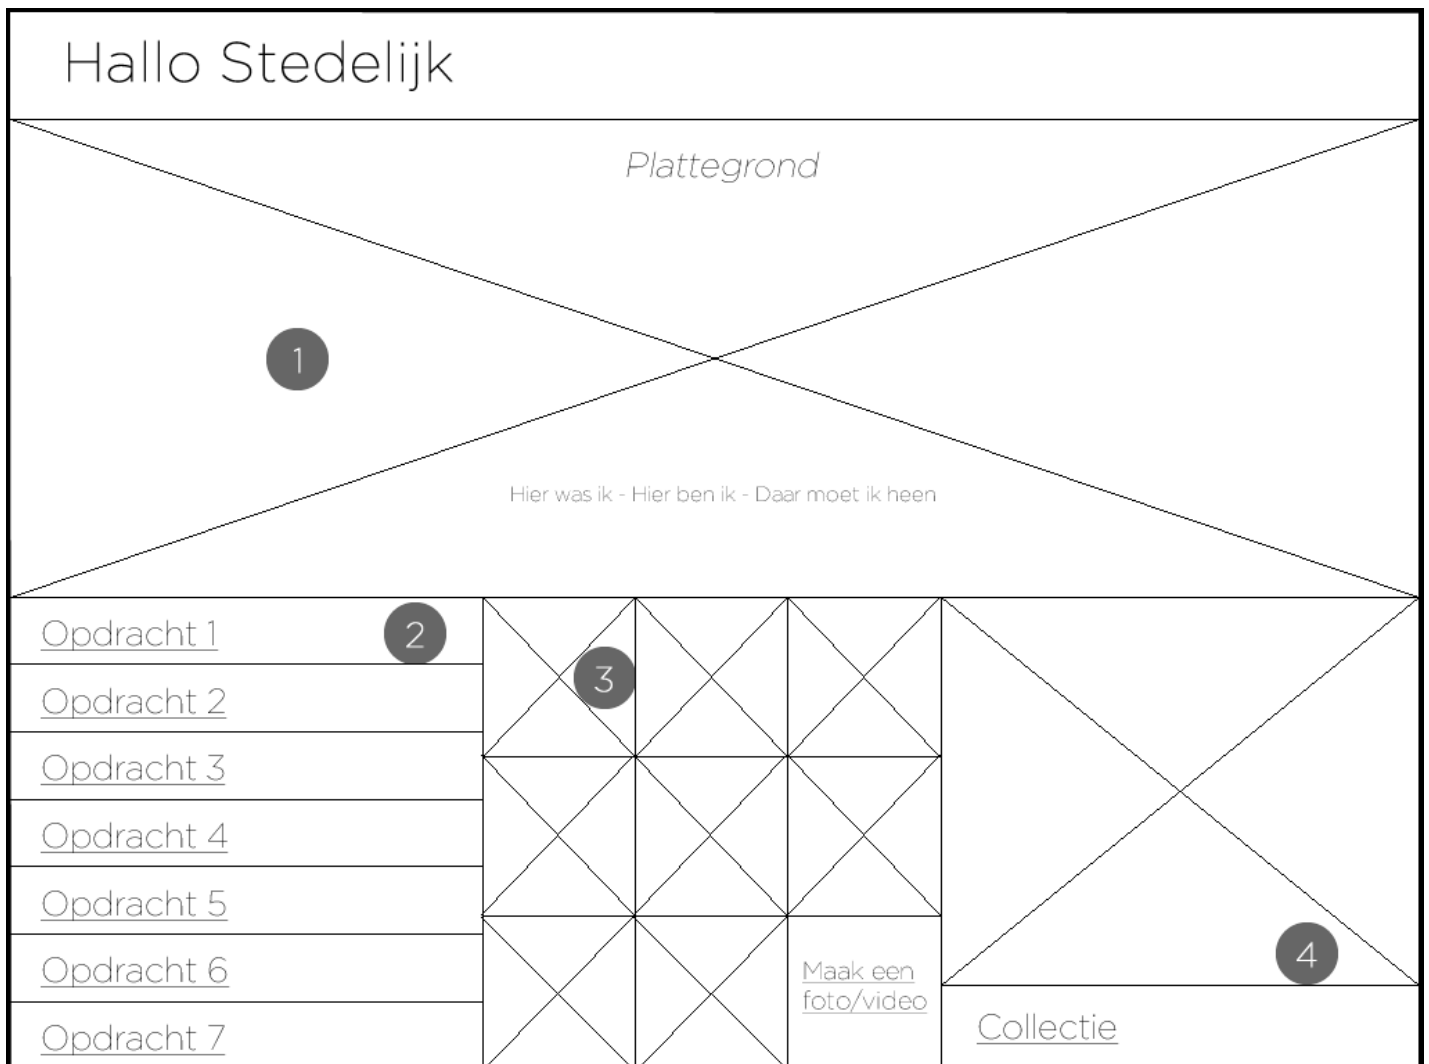 Hallo Stedelijk
Plattegrond
1
Hier was ik - Hier ben ik - Daar moet ik heen
Opdracht 1
2
Opdracht 2
Opdracht 3
Opdracht 4
Opdracht 5
Opdracht 6
Opdracht 7
3
Maak een
foto/video
4
Collectie